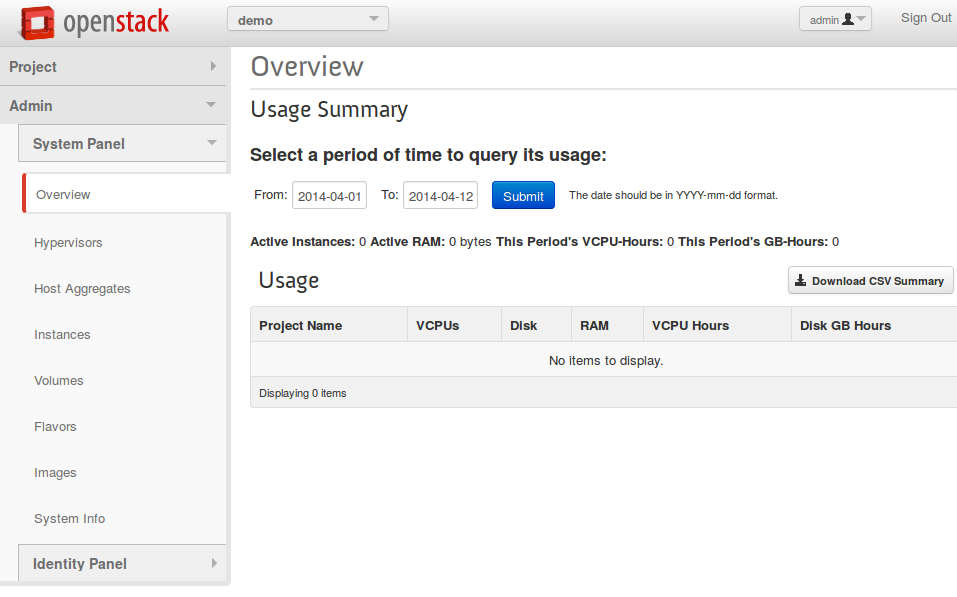 openstack
demo
admin
Sign Out
Project
Admin
System Panel
Overview
Hypervisors
Host Aggregates
Instances
Volumes
Flavors
Images
System Info
Identity Panel
Overview
Usage Summary
Select a period of time to query its usage:
From: 2014-04-01 To: 2014-04-12 Submit The date should be in YYYY-mm-dd format.
Active Instances: 0 Active RAM: 0 bytes This Period's VCPU-Hours: 0 This Period's GB-Hours: 0
Usage
Download CSV Summary
Project Name VCPUs Disk RAM VCPU Hours Disk GB Hours
No items to display.
Displaying 0 items